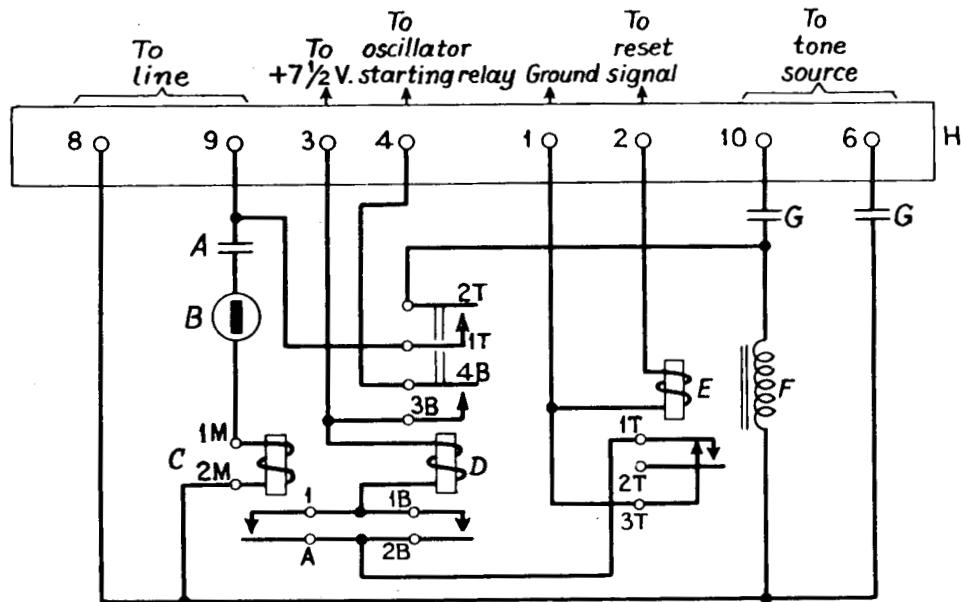 To line
To +7½ V.
To oscillator starting relay
Ground
To reset signal
To tone source
8 9 3 4 1 2 10 6 H
A
G G
B
2T
1T
4B
3B
E F
1M
C
2M
D
1T
2T
3T
1 1B
A 2B